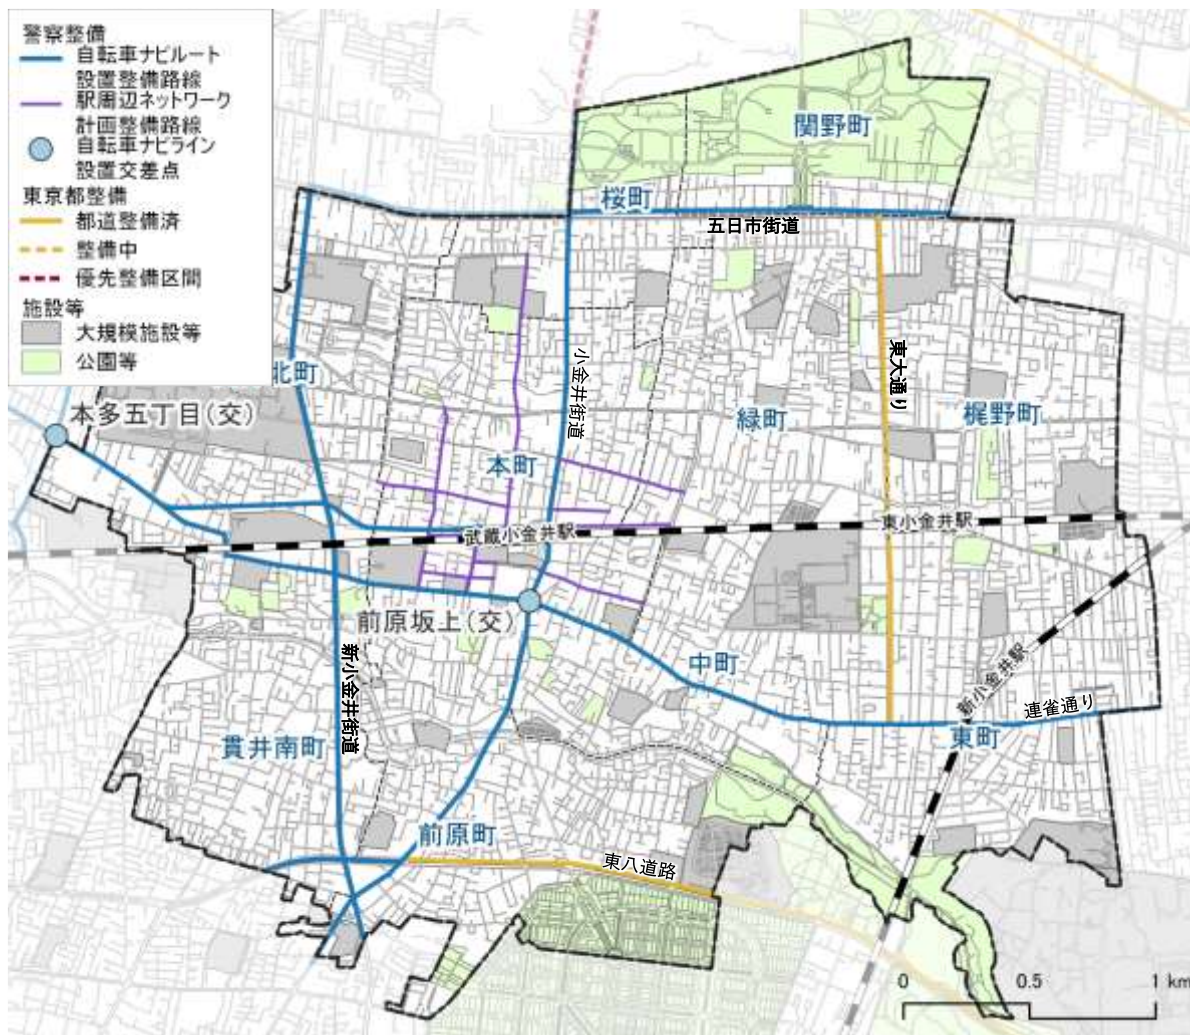 警察整備
自転車ナビルート
設置整備路線
駅周辺ネットワーク
計画整備路線
自転車ナビライン
設置交差点
東京都整備
都道整備済
整備中
優先整備区間
施設等
大規模施設等
公園等
関野町
桜町
五日市街道
北町
小金井街道
東大通り
本多五丁目(交)
緑町
梶野町
本町
武蔵小金井駅
東小金井駅
前原坂上(交)
新小金井街道
中町
新小金井駅
連雀通り
貫井南町
東町
前原町
東八道路
0 0.5 1 km